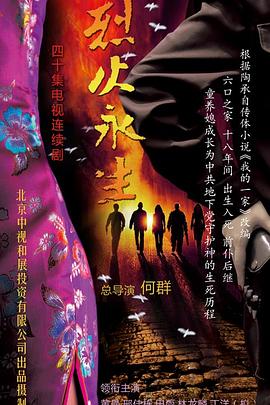 烈火永生
四十集电视连续剧
根据陶承自传体小说《我的一家》改编
六口之家 十八年间 出生入死 前仆后继
童养媳成长为中共地下党守护神的生死历程
总导演 何群
北京中视和展投资有限公司出品摄制
领衔主演